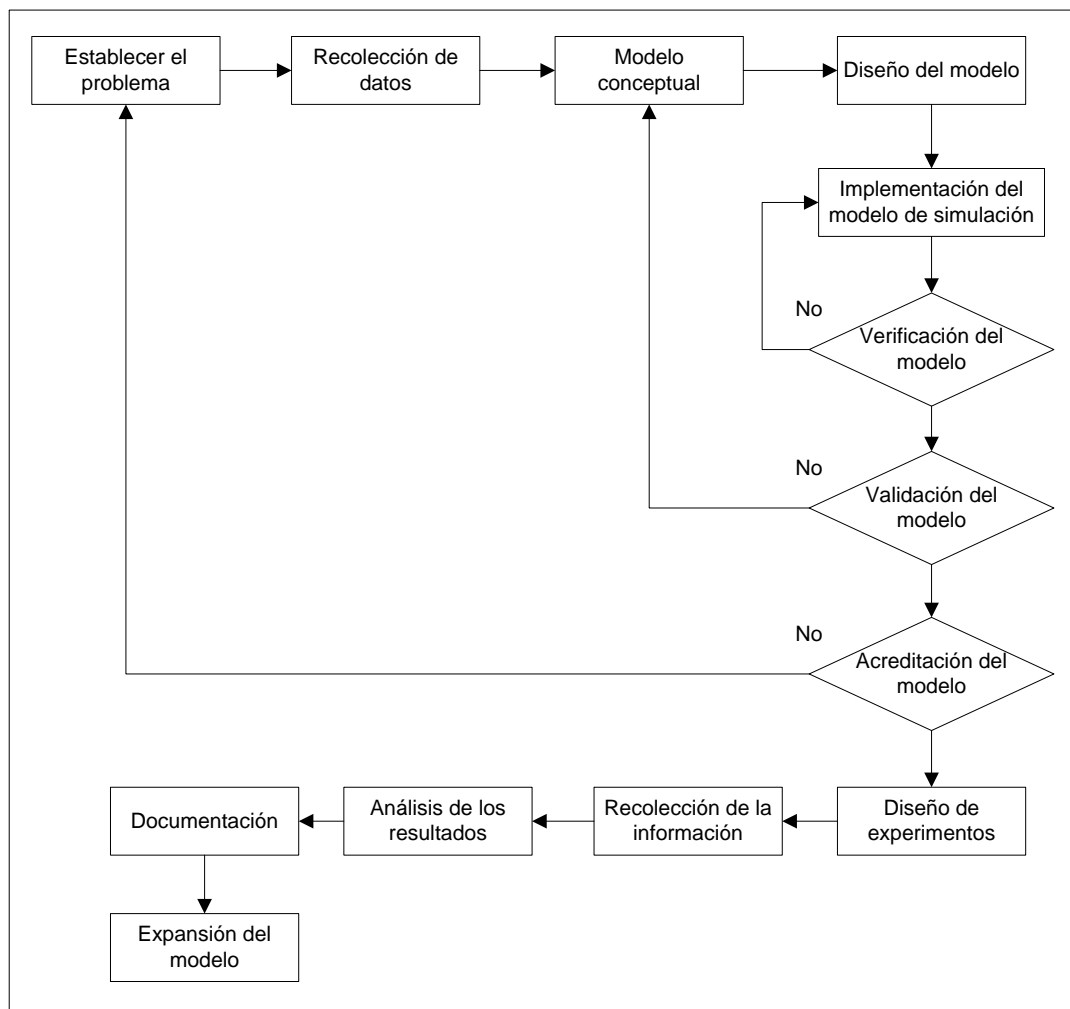 Establecer el
problema
Recolección de
datos
Modelo
conceptual
Diseño del modelo
Implementación del
modelo de simulación
No
Verificación del
modelo
No
Validación del
modelo
No
Acreditación del
modelo
Diseño de
experimentos
Recolección de la
información
Análisis de los
resultados
Documentación
Expansión del
modelo